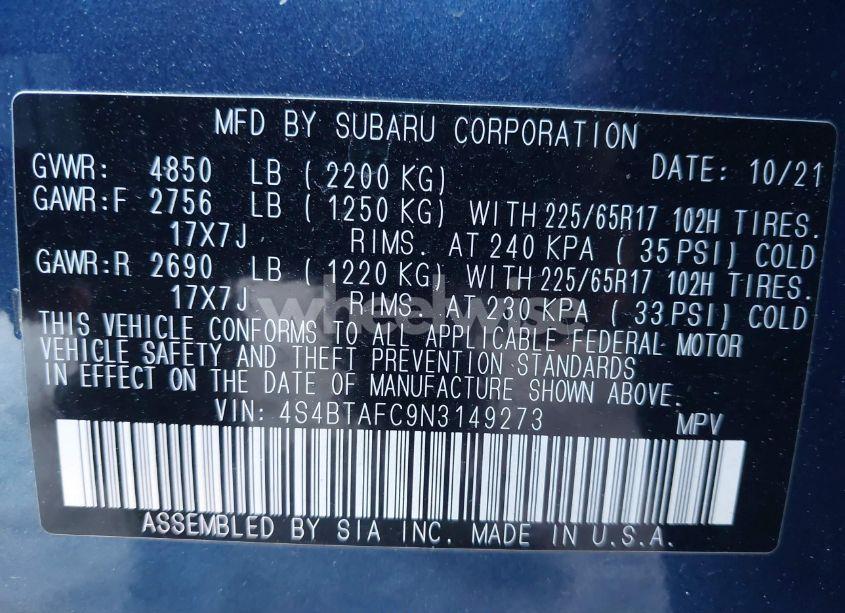 MFD BY SUBARU CORPORATION
GVWR: 4850 LB ( 2200 KG) DATE: 10/21
GAWR:F 2756 LB ( 1250 KG) WITH 225/65R17 102H TIRES.
17X7J RIMS. AT 240 KPA ( 35 PSI) COLD
GAWR:R 2690 LB ( 1220 KG) WITH 225/65R17 102H TIRES.
17X7J RIMS. AT 230 KPA ( 33 PSI) COLD
wheelwise
THIS VEHICLE CONFORMS TO ALL APPLICABLE FEDERAL MOTOR
VEHICLE SAFETY AND THEFT PREVENTION STANDARDS
IN EFFECT ON THE DATE OF MANUFACTURE SHOWN ABOVE.
VIN: 4S4BTAFC9N3149273 MPV
ASSEMBLED BY SIA INC. MADE IN U.S.A.